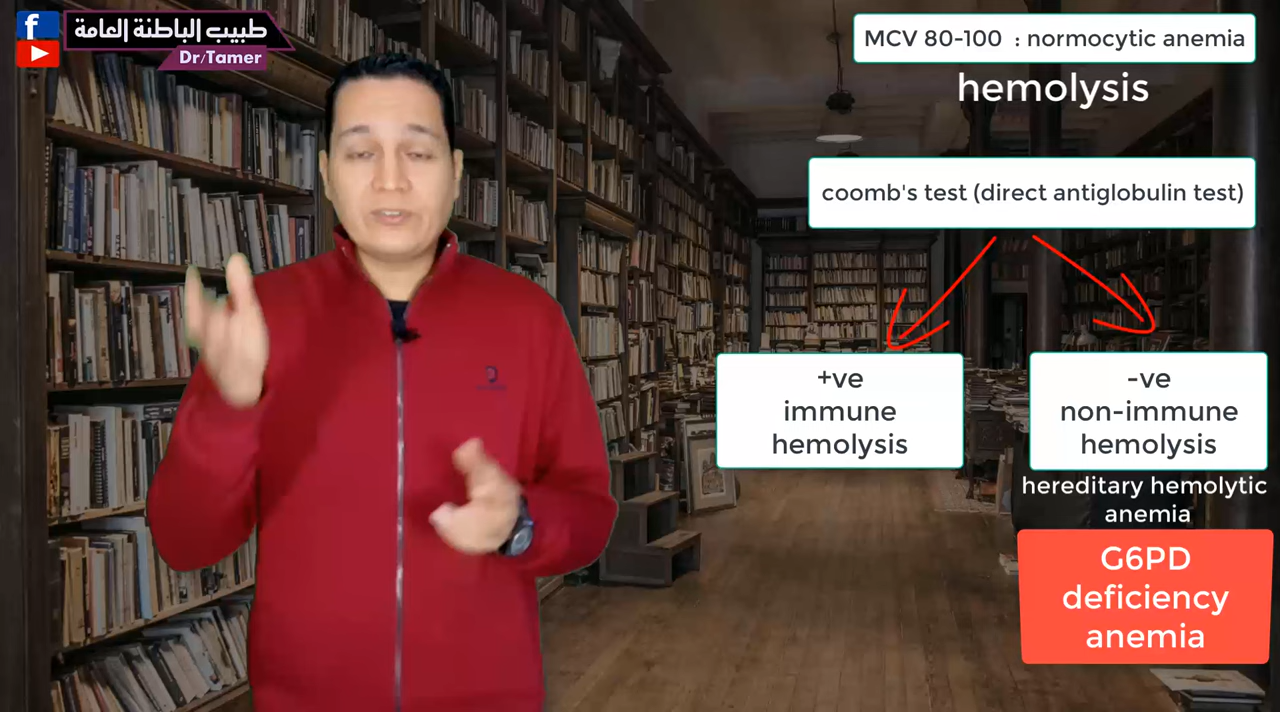 طبيب الباطنة العامة
Dr/Tamer
MCV 80-100 : normocytic anemia
hemolysis
coomb's test (direct antiglobulin test)
+ve
immune
hemolysis
-ve
non-immune
hemolysis
hereditary hemolytic
anemia
G6PD
deficiency
anemia